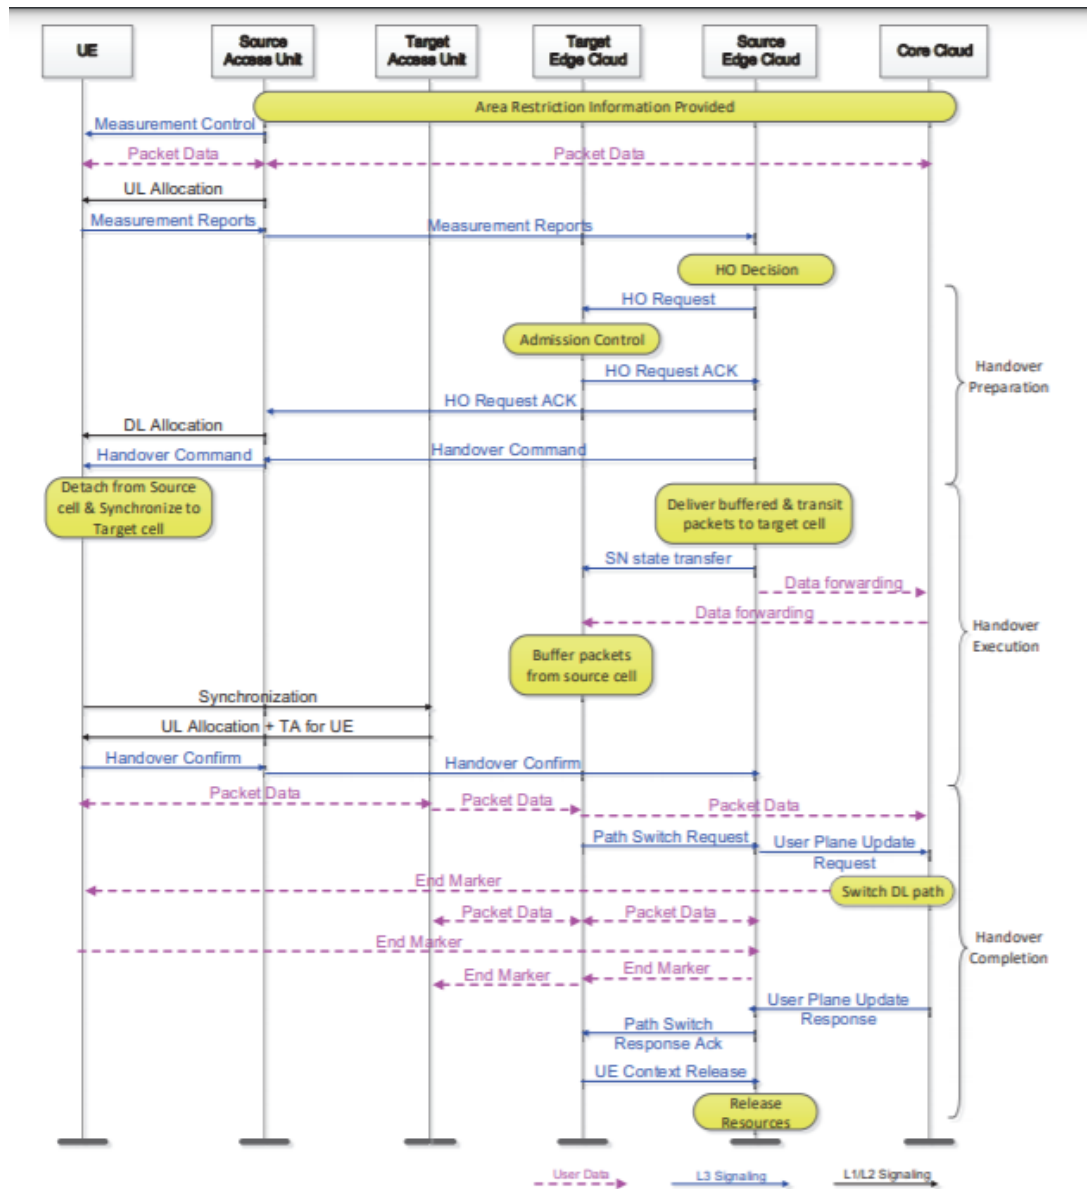 UE
Source
Access Unit
Target
Access Unit
Target
Edge Cloud
Source
Edge Cloud
Core Cloud
Area Restriction Information Provided
Measurement Control
Packet Data
Packet Data
UL Allocation
Measurement Reports
Measurement Reports
HO Decision
HO Request
Admission Control
HO Request ACK
HO Request ACK
Handover
Preparation
DL Allocation
Handover Command
Handover Command
Detach from Source
cell & Synchronize to
Target cell
Deliver buffered & transit
packets to target cell
SN state transfer
Data forwarding
Data forwarding
Handover
Execution
Buffer packets
from source cell
Synchronization
UL Allocation + TA for UE
Handover Confirm
Handover Confirm
Packet Data
Packet Data
Packet Data
Path Switch Request
User Plane Update
Request
End Marker
Switch DL path
Packet Data
Packet Data
End Marker
Handover
Completion
End Marker
End Marker
User Plane Update
Response
Path Switch
Response Ack
UE Context Release
Release
Resources
User Data
L3 Signaling
L1/L2 Signaling